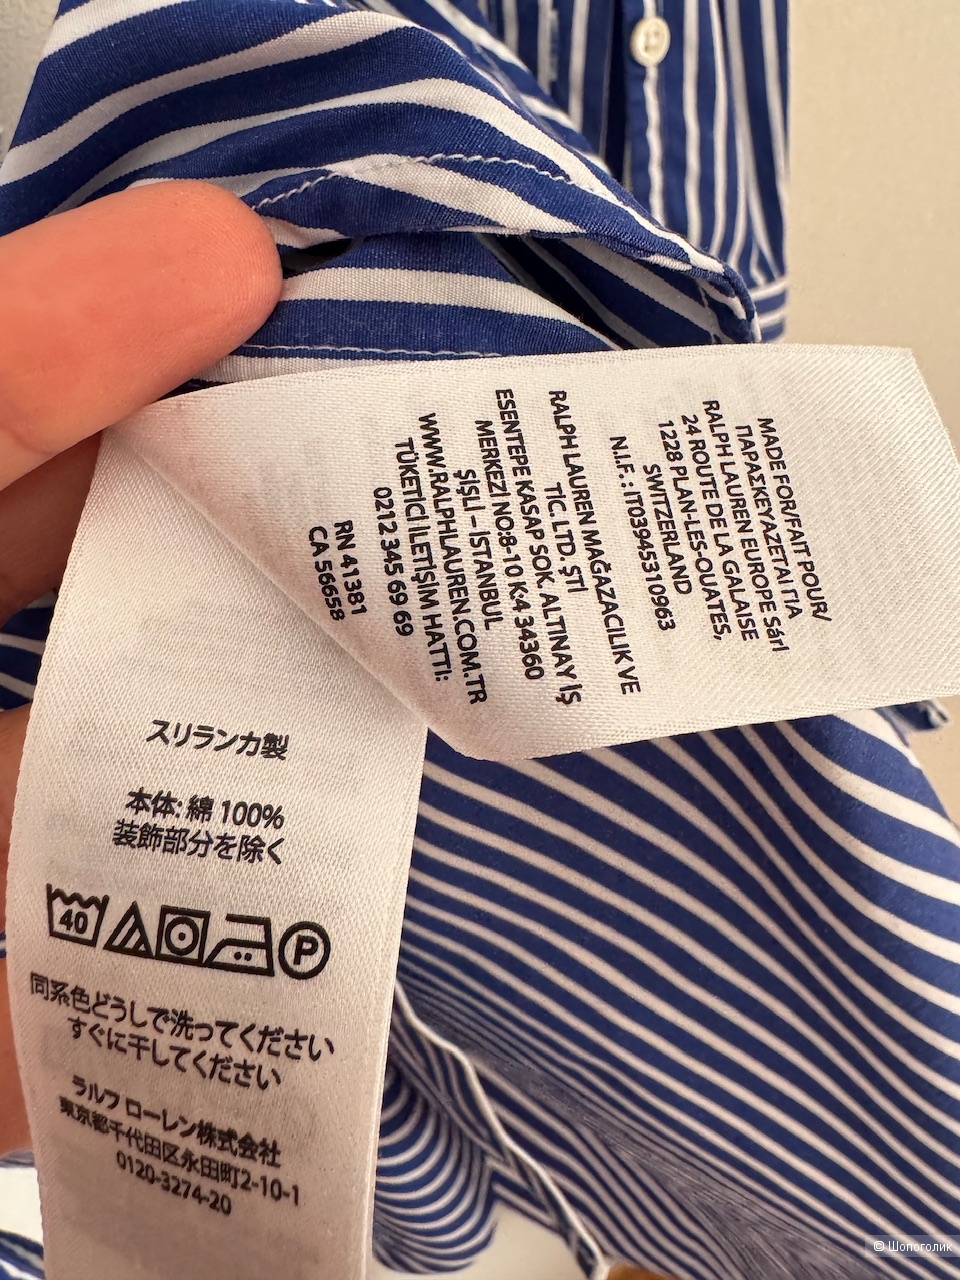 MADE FOR/FAIT POUR/
ΠΑΡΑΣΚΕΥΑΖΕΤΑΙ ΓΙΑ
RALPH LAUREN EUROPE Sárl
24 ROUTE DE LA GALAISE
1228 PLAN-LES-OUATES,
SWITZERLAND
N.I.F. : IT03945310963
RALPH LAUREN MAĞAZACILIK VE
TİC. LTD. ŞTİ
ESENTEPE KASAP SOK. ALTINAY İŞ
MERKEZİ NO:8-10 K:4 34360
ŞİŞLİ – İSTANBUL
WWW.RALPHLAUREN.COM.TR
TÜKETİCİ İLETİŞİM HATTI:
0212 345 69 69
RN 41381
CA 56658
スリランカ製
本体: 綿 100%
装飾部分を除く
40
P
同系色どうしで洗ってください
すぐに干してください
ラルフ ローレン株式会社
東京都千代田区永田町2-10-1
0120-3274-20
© Шопоголик